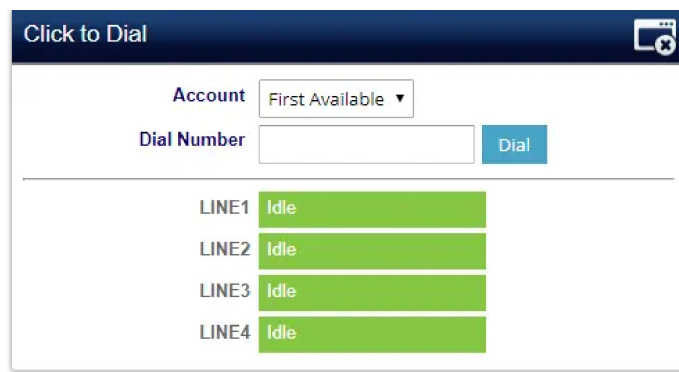 Click to Dial
Account First Available
Dial Number Dial
LINE1 Idle
LINE2 Idle
LINE3 Idle
LINE4 Idle